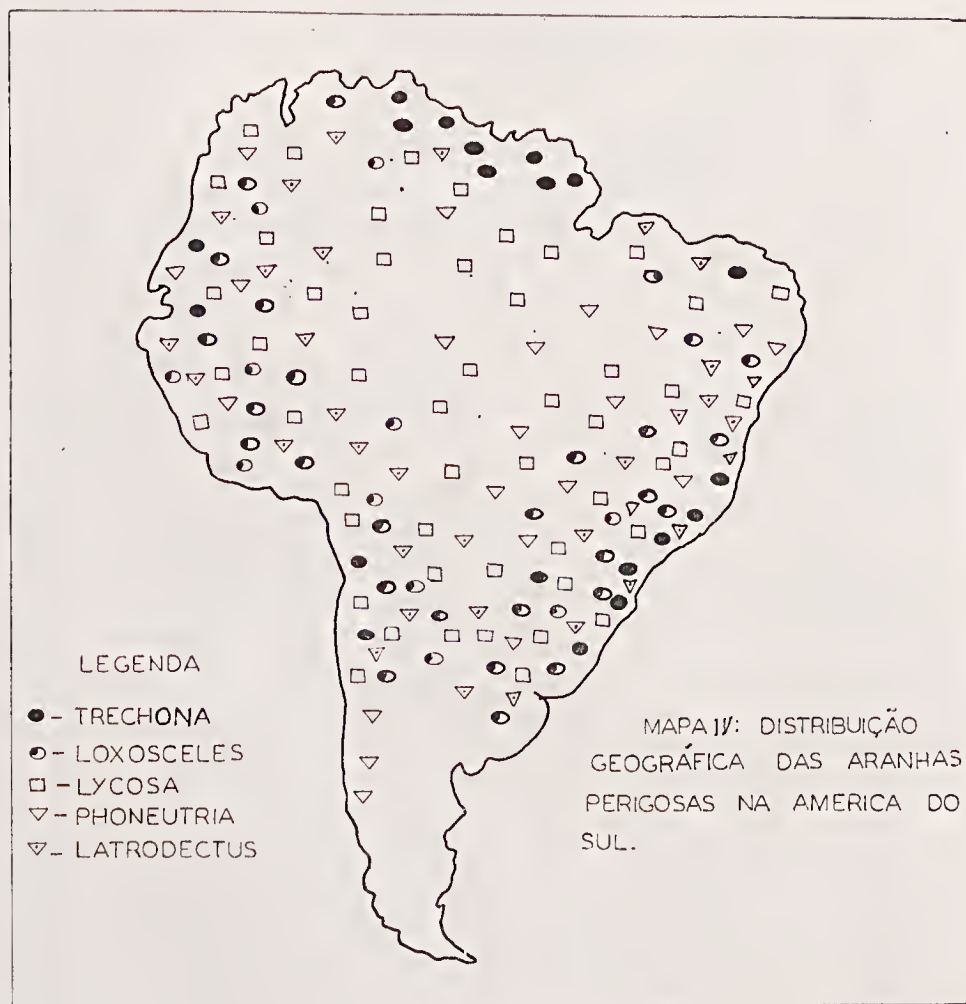 LEGENDA
● - TRECHONA
◐ - LOXOSCELES
□ - LYCOSA
▽ - PHONEUTRIA
▽ - LATRODECTUS
MAPA IV: DISTRIBUIÇÃO
GEOGRÁFICA DAS ARANHAS
PERIGOSAS NA AMERICA DO
SUL.